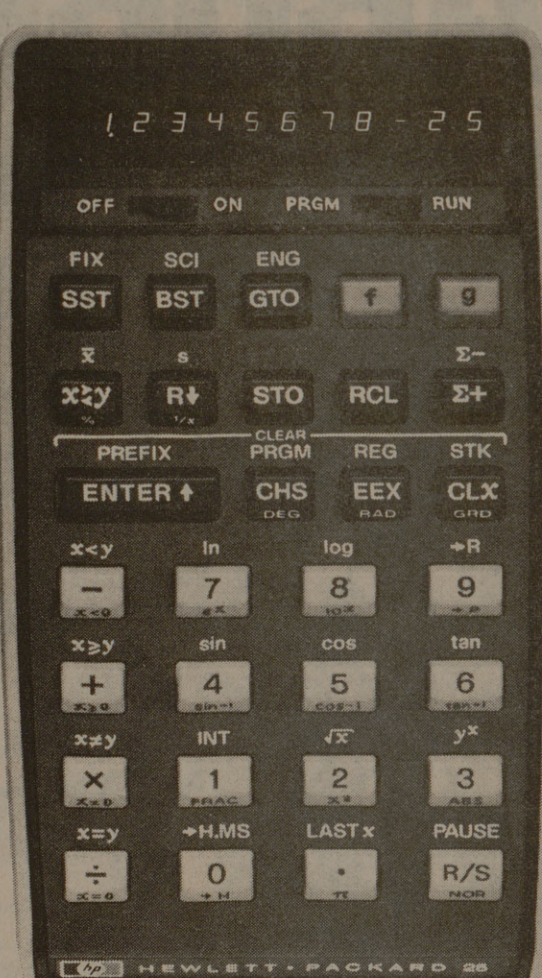 1.2345678-25
OFF ON PRGM RUN
FIX SCI ENG
SST BST GTO f g
x̄ s Σ−
x≷y R↓ STO RCL Σ+
% 1/x
CLEAR
PREFIX PRGM REG STK
ENTER ↑ CHS EEX CLX
DEG RAD GRD
x<y ln log →R
− 7 8 9
x<0 eˣ 10ˣ →P
x≥y sin cos tan
+ 4 5 6
x≥0 sin⁻¹ cos⁻¹ tan⁻¹
x≠y INT √x yˣ
× 1 2 3
x≠0 FRAC x² ABS
x=y →H.MS LAST x PAUSE
÷ 0 · R/S
x=0 →H π NOP
hp HEWLETT·PACKARD 25